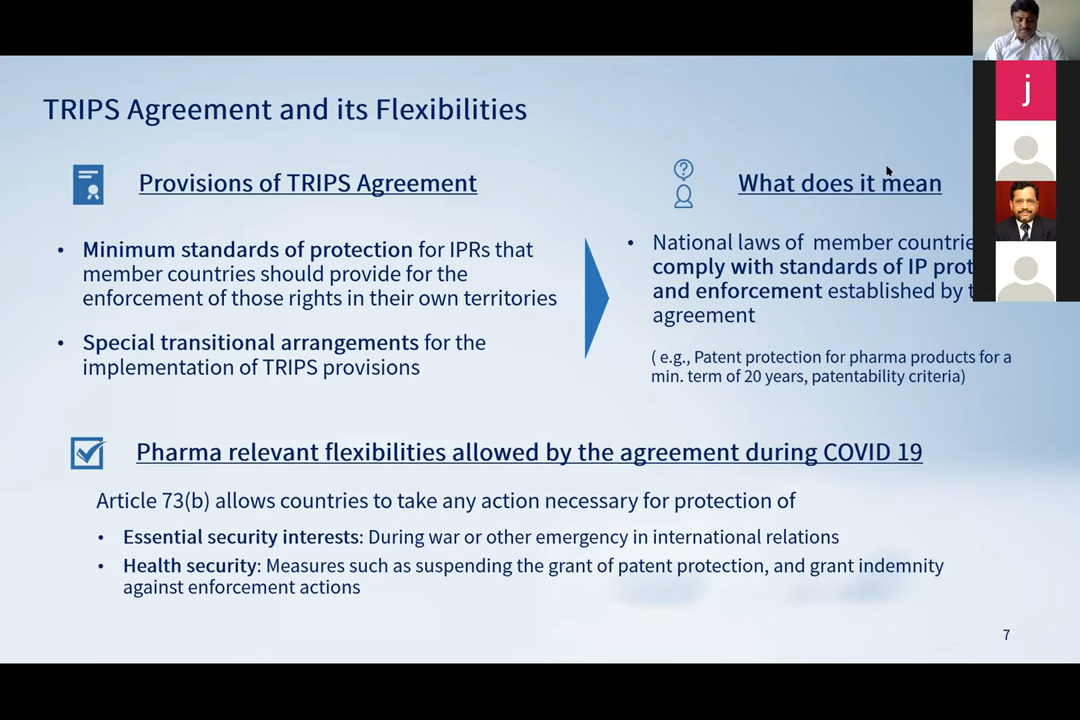 TRIPS Agreement and its Flexibilities
j
Provisions of TRIPS Agreement
• Minimum standards of protection for IPRs that
member countries should provide for the
enforcement of those rights in their own territories
• Special transitional arrangements for the
implementation of TRIPS provisions
? What does it mean
• National laws of member countrie
comply with standards of IP prot
and enforcement established by t
agreement
( e.g., Patent protection for pharma products for a
min. term of 20 years, patentability criteria)
Pharma relevant flexibilities allowed by the agreement during COVID 19
Article 73(b) allows countries to take any action necessary for protection of
• Essential security interests: During war or other emergency in international relations
• Health security: Measures such as suspending the grant of patent protection, and grant indemnity
against enforcement actions
7